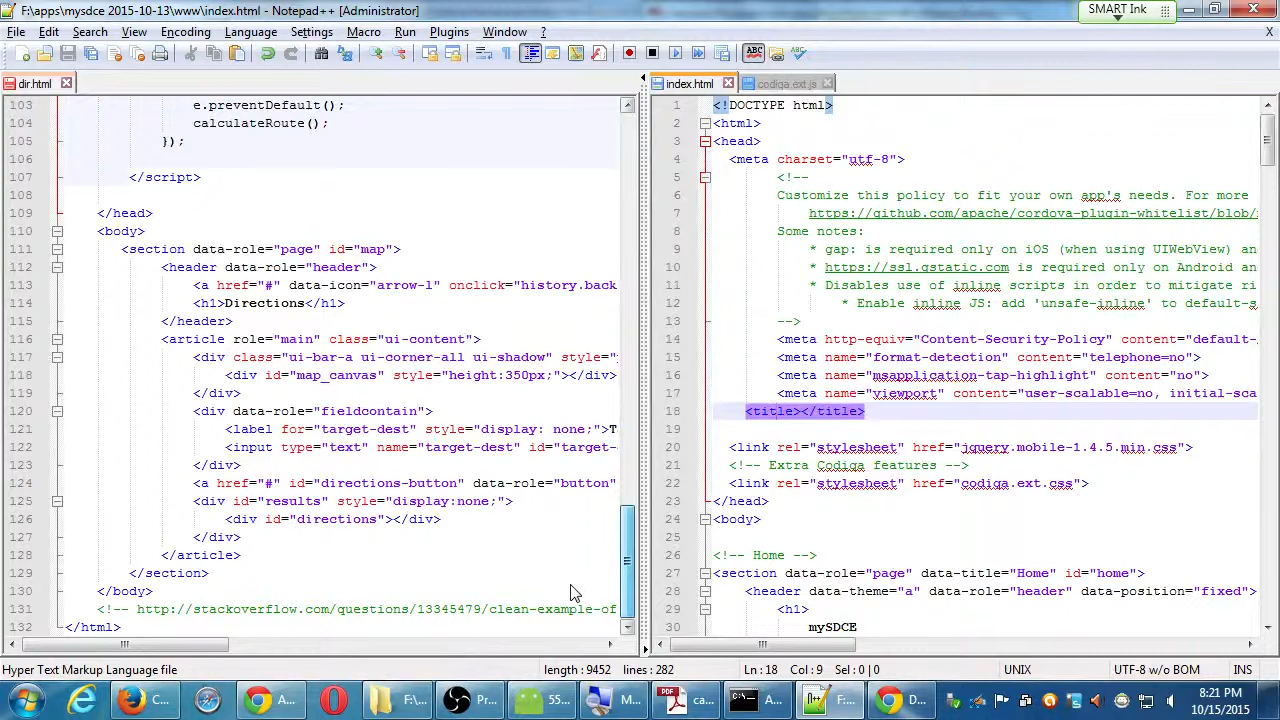 F:\apps\mysdce 2015-10-13\www\index.html - Notepad++ [Administrator]
SMART Ink
File Edit Search View Encoding Language Settings Macro Run Plugins Window ? X
dir.html
index.html codiqa.ext.js
103 e.preventDefault();
104 calculateRoute();
105 });
106
107 </script>
108
109 </head>
110 <body>
111 <section data-role="page" id="map">
112 <header data-role="header">
113 <a href="#" data-icon="arrow-l" onclick="history.back
114 <h1>Directions</h1>
115 </header>
116 <article role="main" class="ui-content">
117 <div class="ui-bar-a ui-corner-all ui-shadow" style="
118 <div id="map_canvas" style="height:350px;"></div>
119 </div>
120 <div data-role="fieldcontain">
121 <label for="target-dest" style="display: none;">T
122 <input type="text" name="target-dest" id="target-
123 </div>
124 <a href="#" id="directions-button" data-role="button"
125 <div id="results" style="display:none;">
126 <div id="directions"></div>
127 </div>
128 </article>
129 </section>
130 </body>
131 <!-- http://stackoverflow.com/questions/13345479/clean-example-of
132 </html>
1 <!DOCTYPE html>
2 <html>
3 <head>
4 <meta charset="utf-8">
5 <!--
6 Customize this policy to fit your own app's needs. For more
7 https://github.com/apache/cordova-plugin-whitelist/blob/
8 Some notes:
9 * gap: is required only on iOS (when using UIWebView) an
10 * https://ssl.gstatic.com is required only on Android an
11 * Disables use of inline scripts in order to mitigate ri
12 * Enable inline JS: add 'unsafe-inline' to default-s
13 -->
14 <meta http-equiv="Content-Security-Policy" content="default-
15 <meta name="format-detection" content="telephone=no">
16 <meta name="msapplication-tap-highlight" content="no">
17 <meta name="viewport" content="user-scalable=no, initial-sca
18 <title></title>
19
20 <link rel="stylesheet" href="jquery.mobile-1.4.5.min.css">
21 <!-- Extra Codiqa features -->
22 <link rel="stylesheet" href="codiqa.ext.css">
23 </head>
24 <body>
25
26 <!-- Home -->
27 <section data-role="page" data-title="Home" id="home">
28 <header data-theme="a" data-role="header" data-position="fixed">
29 <h1>
30 mySDCE
Hyper Text Markup Language file length : 9452 lines : 282 Ln : 18 Col : 9 Sel : 0 | 0 UNIX UTF-8 w/o BOM INS
C... A... F:\... Pr... 55... M... ca... A... F:... D...
8:21 PM
10/15/2015